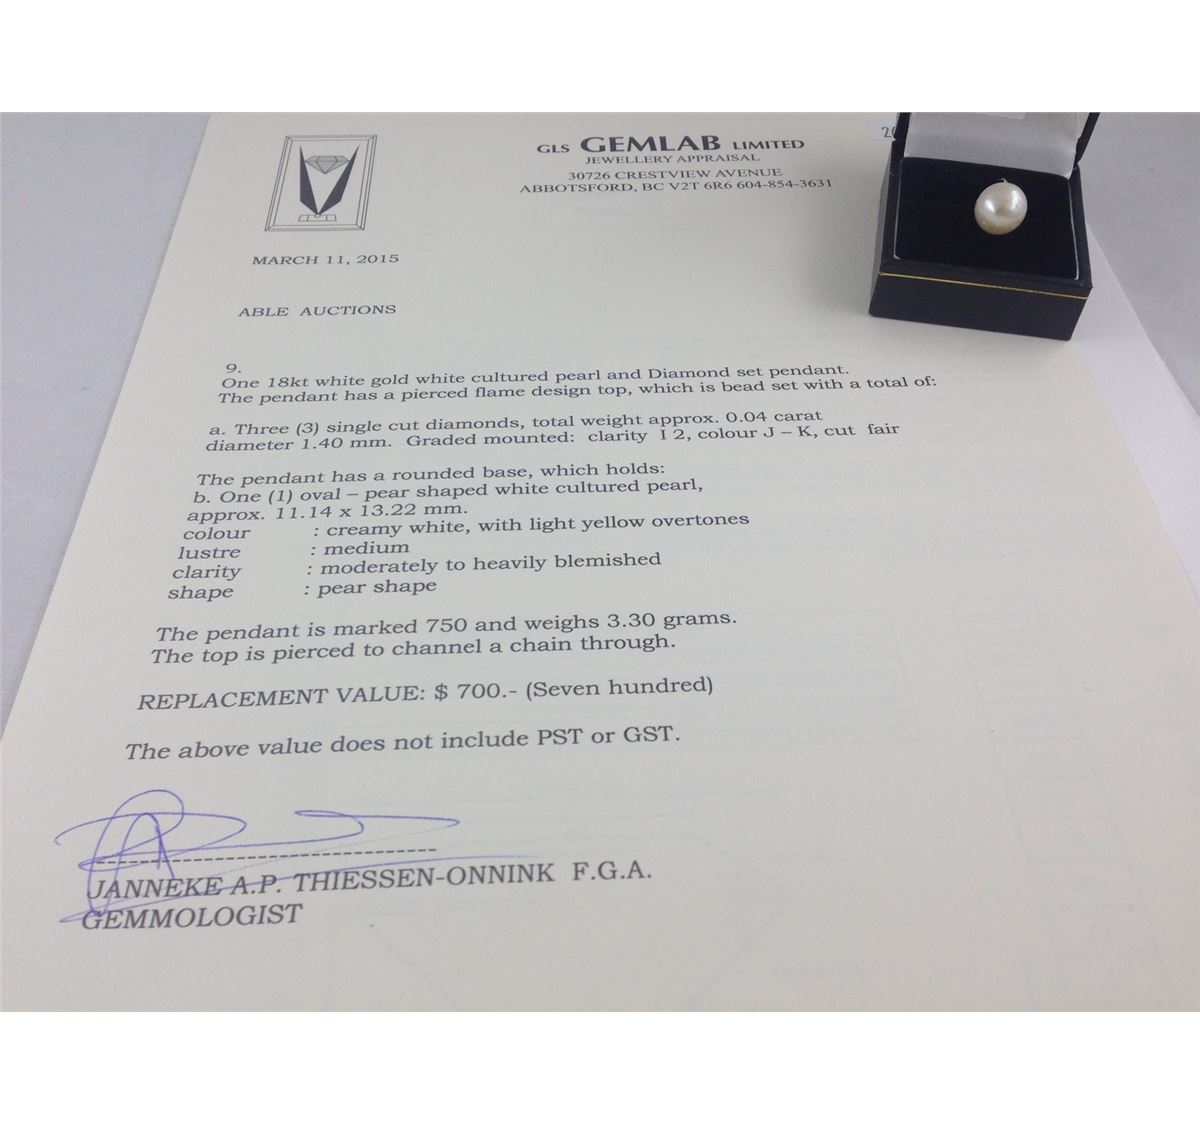 GLS GEMLAB LIMITED
JEWELLERY APPRAISAL
30726 CRESTVIEW AVENUE
ABBOTSFORD, BC V2T 6R6 604-854-3631
MARCH 11, 2015
ABLE AUCTIONS
9.
One 18kt white gold white cultured pearl and Diamond set pendant.
The pendant has a pierced flame design top, which is bead set with a total of:
a. Three (3) single cut diamonds, total weight approx. 0.04 carat
diameter 1.40 mm. Graded mounted: clarity I 2, colour J – K, cut fair
The pendant has a rounded base, which holds:
b. One (1) oval – pear shaped white cultured pearl,
approx. 11.14 x 13.22 mm.
colour : creamy white, with light yellow overtones
lustre : medium
clarity : moderately to heavily blemished
shape : pear shape
The pendant is marked 750 and weighs 3.30 grams.
The top is pierced to channel a chain through.
REPLACEMENT VALUE: $ 700.- (Seven hundred)
The above value does not include PST or GST.
JANNEKE A.P. THIESSEN-ONNINK F.G.A.
GEMMOLOGIST